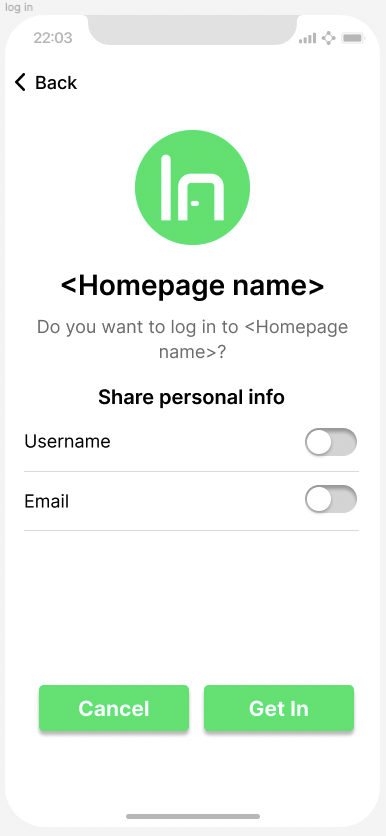 log in
22:03
Back
In
<Homepage name>
Do you want to log in to <Homepage
name>?
Share personal info
Username
Email
Cancel
Get In